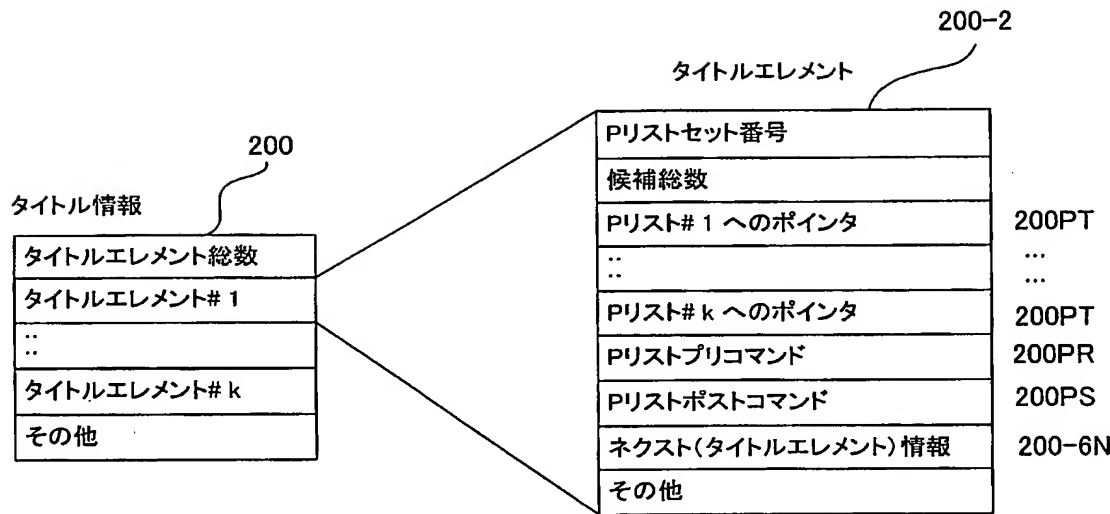 200-2
タイトルエレメント
200
タイトル情報
タイトルエレメント総数
タイトルエレメント#1
::
タイトルエレメント#k
その他
Pリストセット番号
候補総数
Pリスト#1へのポインタ 200PT
:: …
…
Pリスト#kへのポインタ 200PT
Pリストプリコマンド 200PR
Pリストポストコマンド 200PS
ネクスト(タイトルエレメント)情報 200-6N
その他